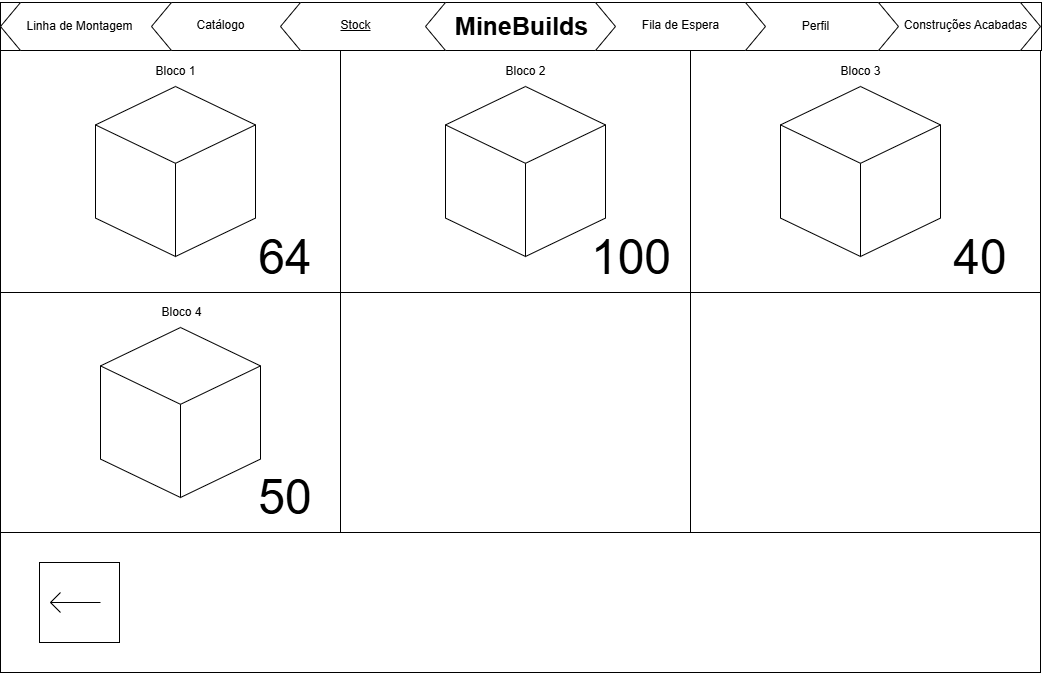 Linha de Montagem
Catálogo
Stock
MineBuilds
Fila de Espera
Perfil
Construções Acabadas
Bloco 1
64
Bloco 2
100
Bloco 3
40
Bloco 4
50